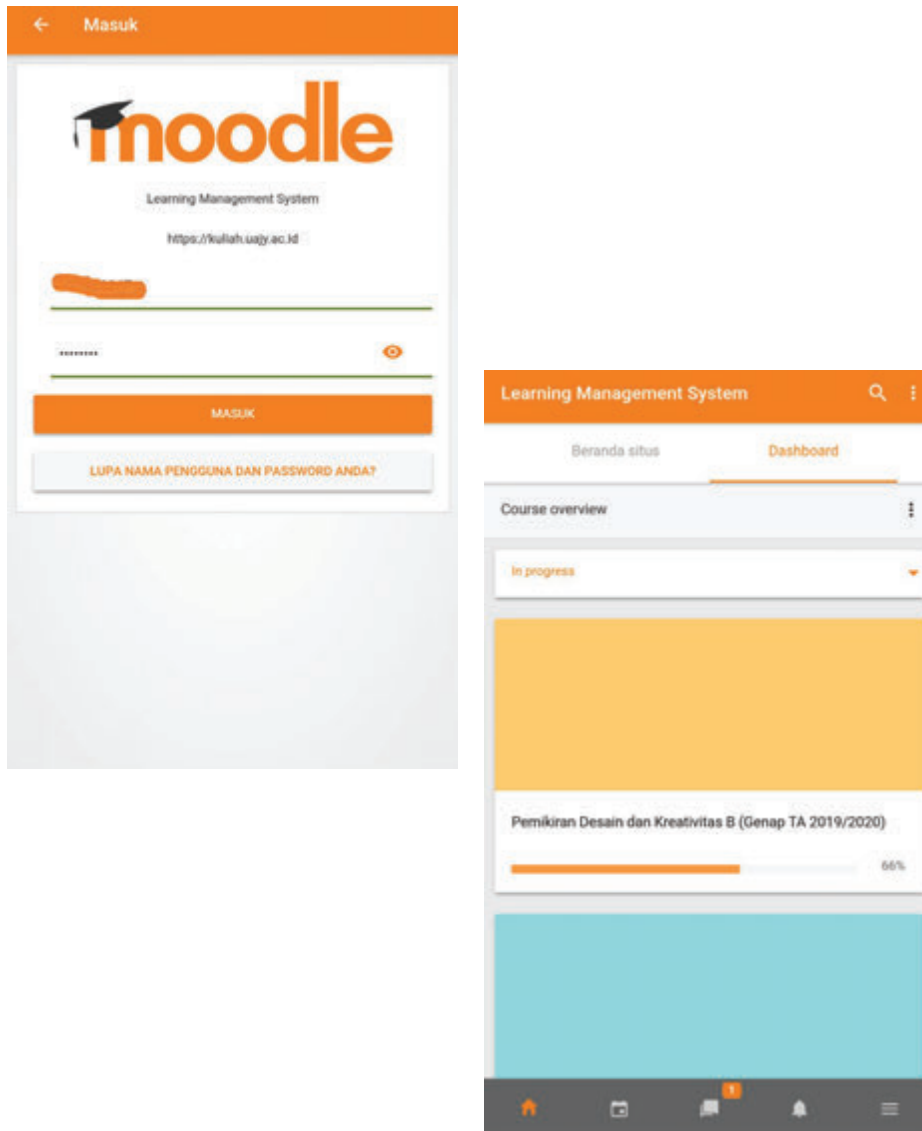 Masuk
moodle
Learning Management System
https://kuliah.uajy.ac.id
••••••••
MASUK
LUPA NAMA PENGGUNA DAN PASSWORD ANDA?
Learning Management System
Beranda situs
Dashboard
Course overview
In progress
Pemikiran Desain dan Kreativitas B (Genap TA 2019/2020)
66%
1